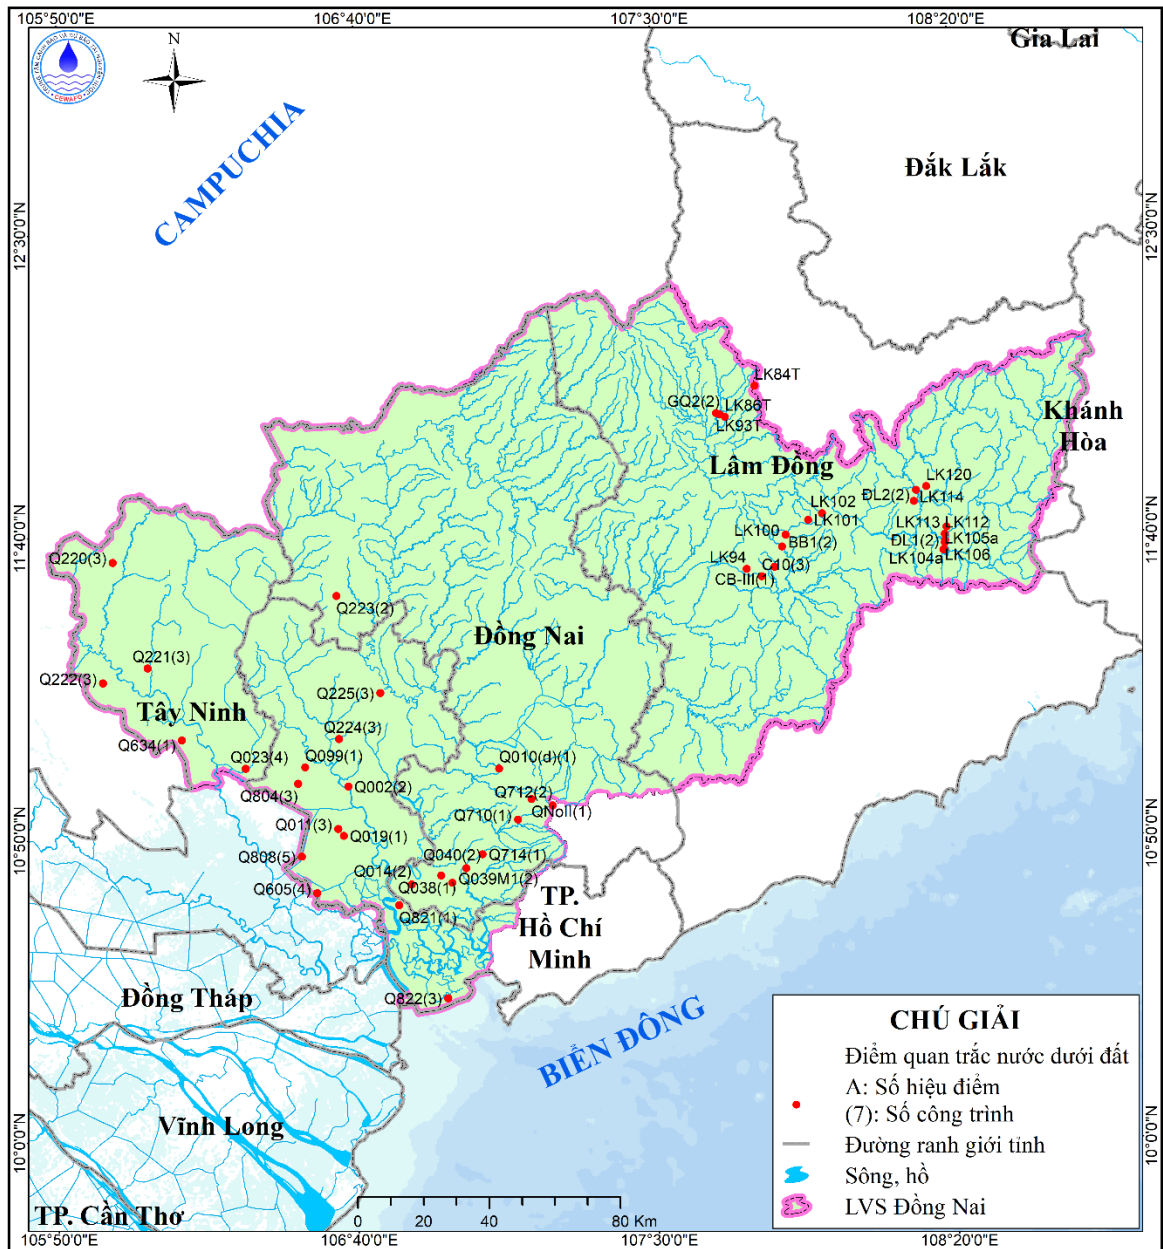 105°50'0"E
106°40'0"E
107°30'0"E
108°20'0"E
CEWAFO
N
Gia Lai
CAMPUCHIA
Đắk Lắk
12°30'0"N
12°30'0"N
LK84T
GQ2(2)
LK86T
LK93T
Khánh
Hòa
Lâm Đồng
LK120
ĐL2(2)
LK114
LK102
LK101
LK113
LK112
LK100
ĐL1(2)
LK105a
BB1(2)
LK104a
LK106
LK94
C10(3)
CB-III(1)
11°40'0"N
11°40'0"N
Q220(3)
Q223(2)
Đồng Nai
Q221(3)
Q222(3)
Q225(3)
Tây Ninh
Q634(1)
Q224(3)
Q023(4)
Q099(1)
Q010(đ)(1)
Q804(3)
Q002(2)
Q712(2)
QNoII(1)
Q710(1)
Q011(3)
Q019(1)
10°50'0"N
10°50'0"N
Q808(5)
Q040(2)
Q714(1)
Q014(2)
Q038(1)
Q039M1(2)
Q605(4)
Q821(1)
TP.
Hồ Chí
Minh
Đồng Tháp
Q822(3)
BIỂN ĐÔNG
CHÚ GIẢI
Điểm quan trắc nước dưới đất
A: Số hiệu điểm
(7): Số công trình
Đường ranh giới tỉnh
Sông, hồ
LVS Đồng Nai
Vĩnh Long
10°0'0"N
10°0'0"N
TP. Cần Thơ
0 20 40 80 Km
105°50'0"E
106°40'0"E
107°30'0"E
108°20'0"E